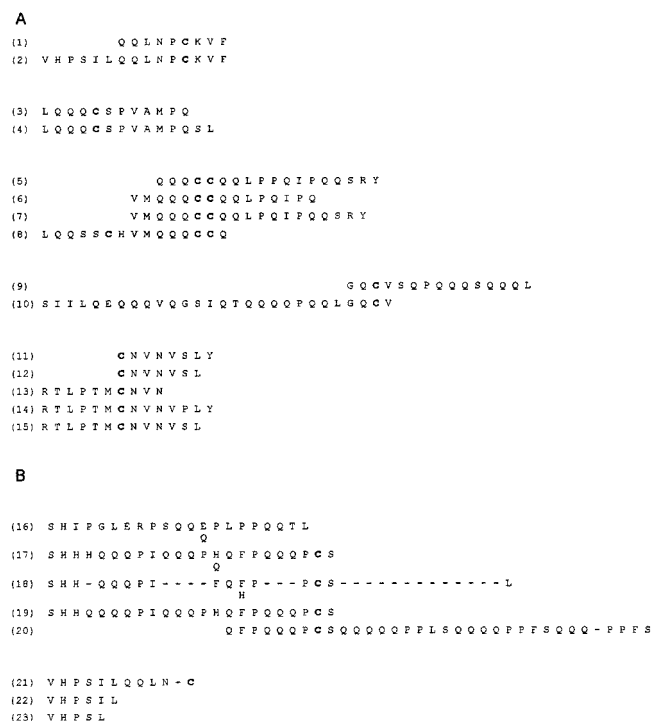 A
(1) Q Q L N P C K V F
(2) V H P S I L Q Q L N P C K V F
(3) L Q Q Q C S P V A M P Q
(4) L Q Q Q C S P V A M P Q S L
(5) Q Q Q C C Q Q L P P Q I P Q Q S R Y
(6) V M Q Q Q C C Q Q L P Q I P Q
(7) V M Q Q Q C C Q Q L P Q I P Q Q S R Y
(8) L Q Q S S C H V M Q Q Q C C Q
(9) G Q C V S Q P Q Q Q S Q Q Q L
(10) S I I L Q E Q Q Q V Q G S I Q T Q Q Q Q P Q Q L G Q C V
(11) C N V N V S L Y
(12) C N V N V S L
(13) R T L P T M C N V N
(14) R T L P T M C N V N V P L Y
(15) R T L P T M C N V N V S L
B
(16) S H I P G L E R P S Q Q E P L P P Q Q T L
Q
(17) S H H H Q Q Q P I Q Q Q P H Q F P Q Q Q P C S
Q
(18) S H H - Q Q Q P I - - - - F Q F P - - - P C S - - - - - - - - - - - - - L
H
(19) S H H Q Q Q Q P I Q Q Q P H Q F P Q Q Q P C S
(20) Q F P Q Q Q P C S Q Q Q Q Q P P L S Q Q Q Q P P F S Q Q Q - P P F S
(21) V H P S I L Q Q L N - C
(22) V H P S I L
(23) V H P S L